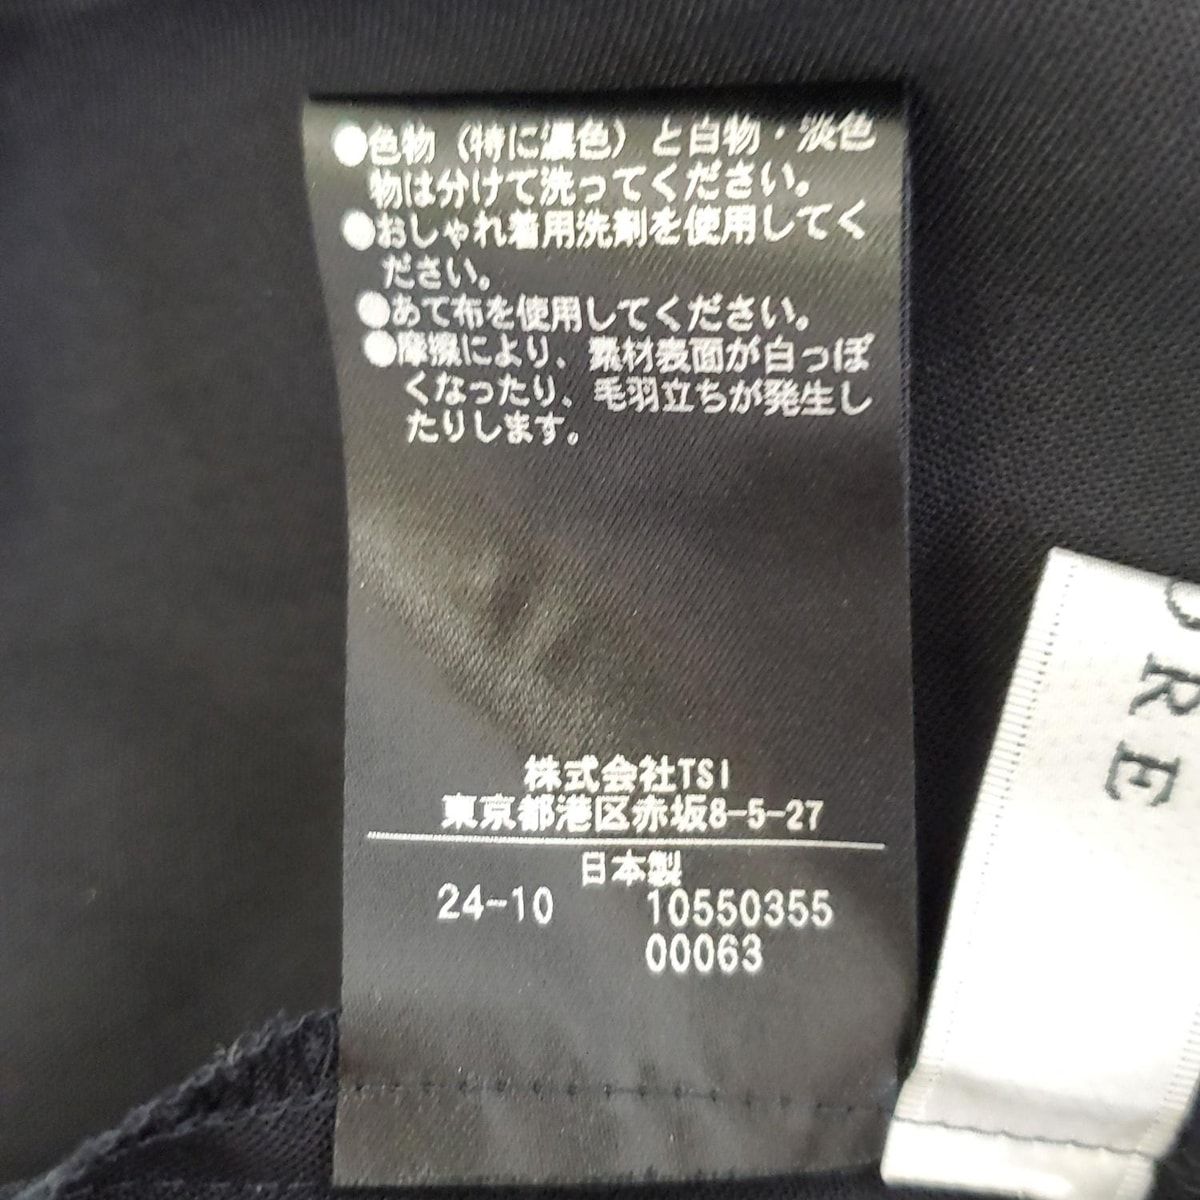 ●色物（特に濃色）と白物・淡色
物は分けて洗ってください。
●おしゃれ着用洗剤を使用してく
ださい。
●あて布を使用してください。
●摩擦により、素材表面が白っぽ
くなったり、毛羽立ちが発生し
たりします。
株式会社TSI
東京都港区赤坂8-5-27
日本製
24-10 10550355
00063
ORE